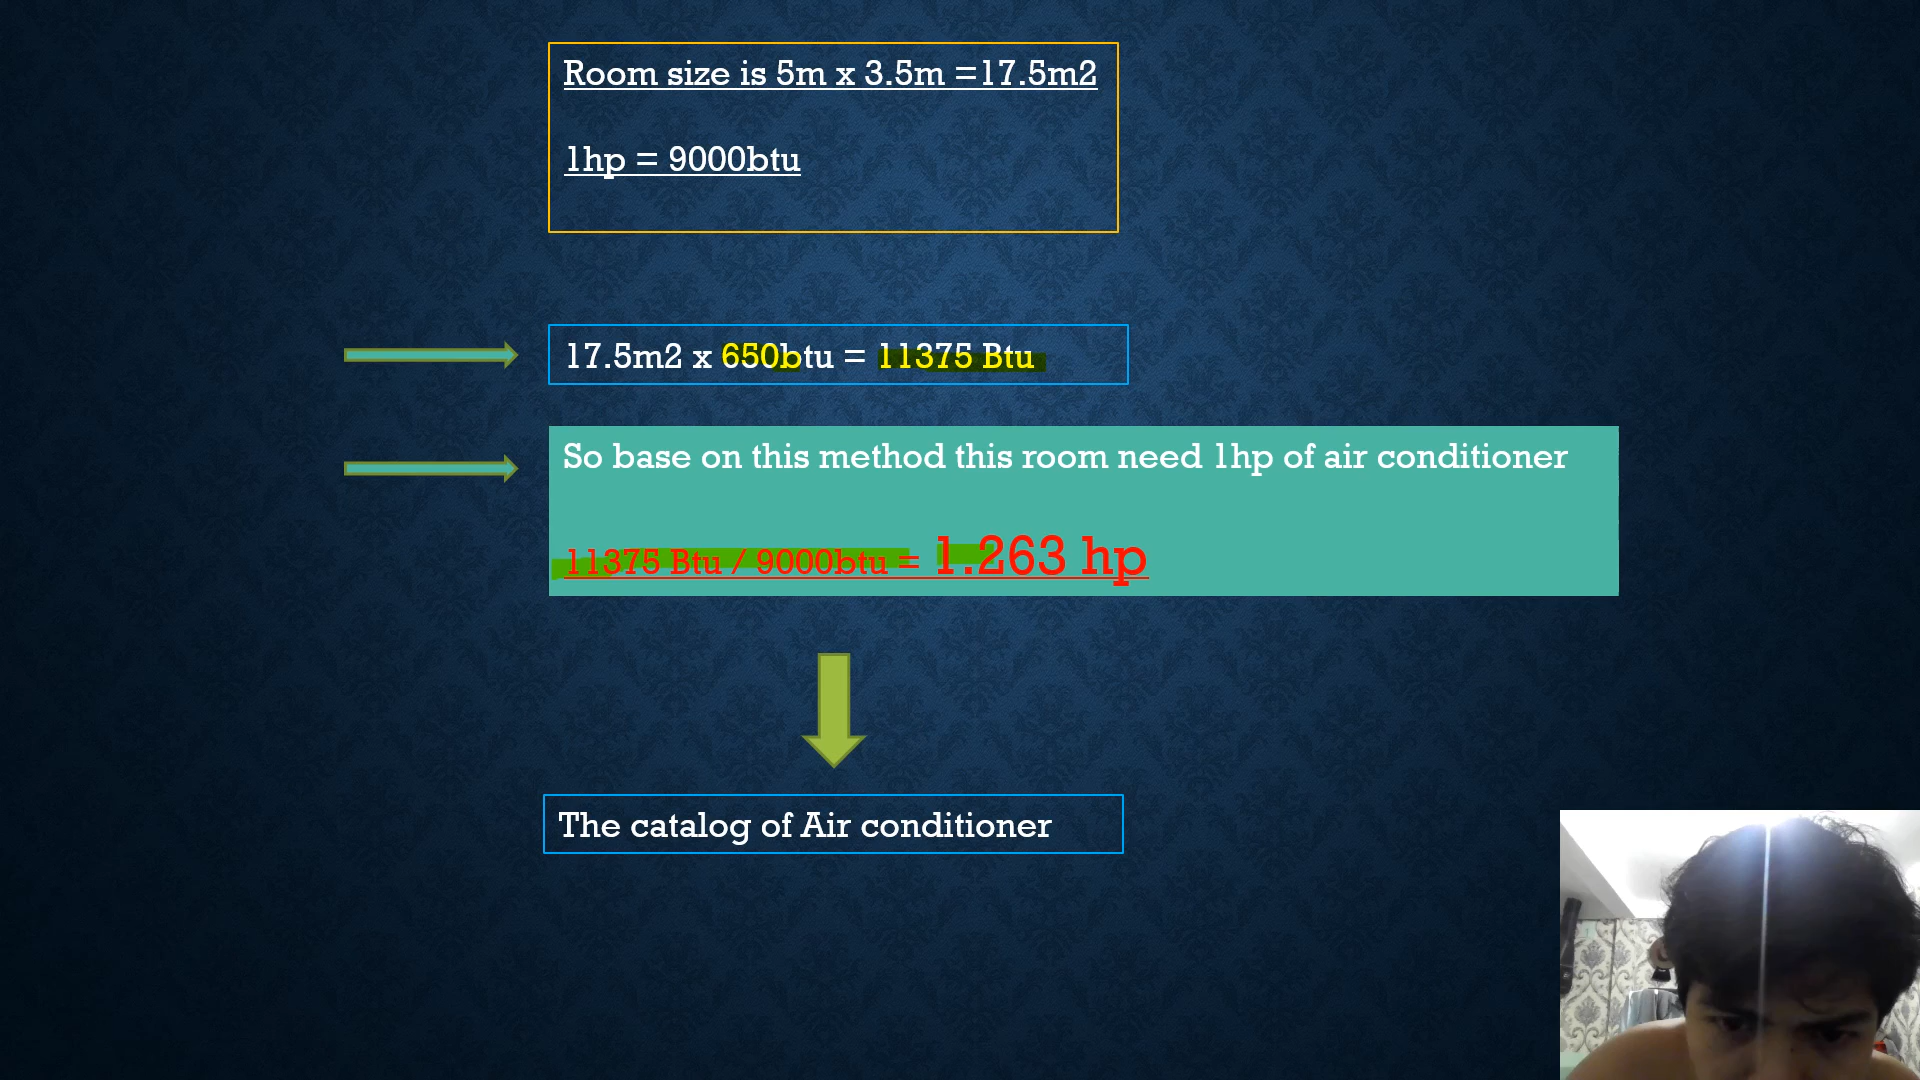 Room size is 5m x 3.5m =17.5m2
1hp = 9000btu
17.5m2 x 650btu = 11375 Btu
So base on this method this room need 1hp of air conditioner
11375 Btu / 9000btu = 1.263 hp
The catalog of Air conditioner